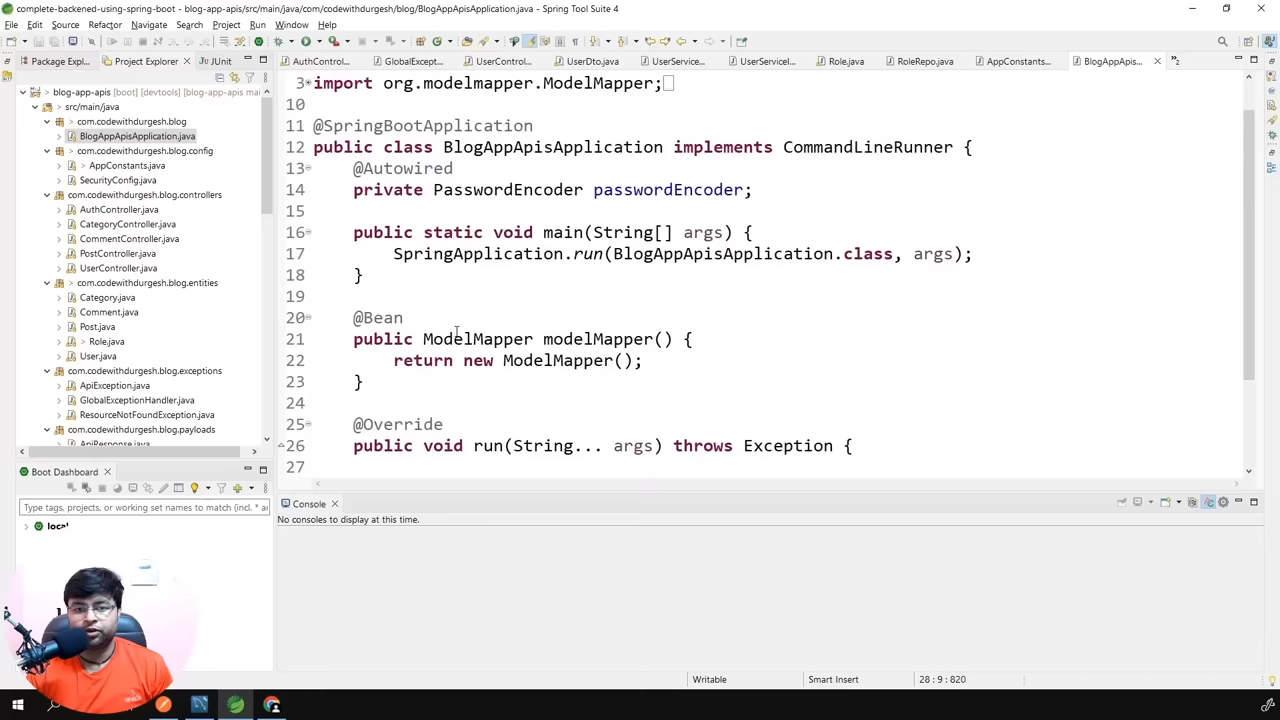 complete-backened-using-spring-boot - blog-app-apis/src/main/java/com/codewithdurgesh/blog/BlogAppApisApplication.java - Spring Tool Suite 4
File Edit Source Refactor Navigate Search Project Run Window Help
Package Expl... Project Explorer JUnit
AuthControl... GlobalExcept... UserControl... UserDto.java UserService... UserServiceI... Role.java RoleRepo.java AppConstants... BlogAppApis... 2
blog-app-apis [boot] [devtools] [blog-app-apis mai
> src/main/java
> com.codewithdurgesh.blog
BlogAppApisApplication.java
> com.codewithdurgesh.blog.config
> AppConstants.java
SecurityConfig.java
com.codewithdurgesh.blog.controllers
AuthController.java
CategoryController.java
CommentController.java
PostController.java
UserController.java
> com.codewithdurgesh.blog.entities
Category.java
Comment.java
Post.java
> Role.java
User.java
com.codewithdurgesh.blog.exceptions
ApiException.java
GlobalExceptionHandler.java
ResourceNotFoundException.java
com.codewithdurgesh.blog.payloads
ApiResponse.java
3 import org.modelmapper.ModelMapper;
10
11 @SpringBootApplication
12 public class BlogAppApisApplication implements CommandLineRunner {
13 @Autowired
14 private PasswordEncoder passwordEncoder;
15
16 public static void main(String[] args) {
17 SpringApplication.run(BlogAppApisApplication.class, args);
18 }
19
20 @Bean
21 public ModelMapper modelMapper() {
22 return new ModelMapper();
23 }
24
25 @Override
26 public void run(String... args) throws Exception {
27
Boot Dashboard
Type tags, projects, or working set names to match (incl. * a
local
Console
No consoles to display at this time.
Writable Smart Insert 28 : 9 : 820